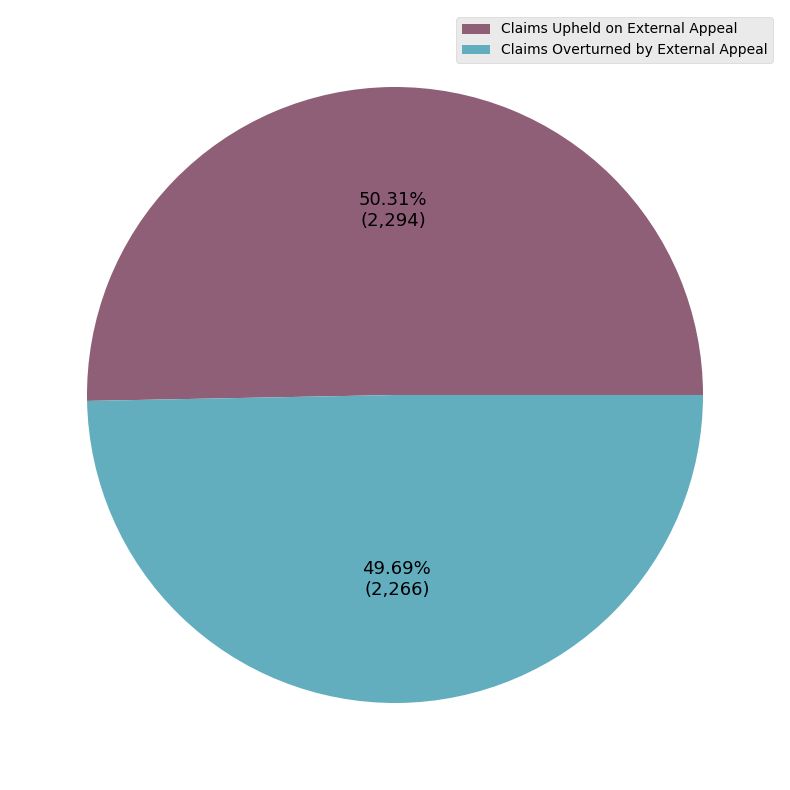 Claims Upheld on External Appeal
Claims Overturned by External Appeal
50.31%
(2,294)
49.69%
(2,266)